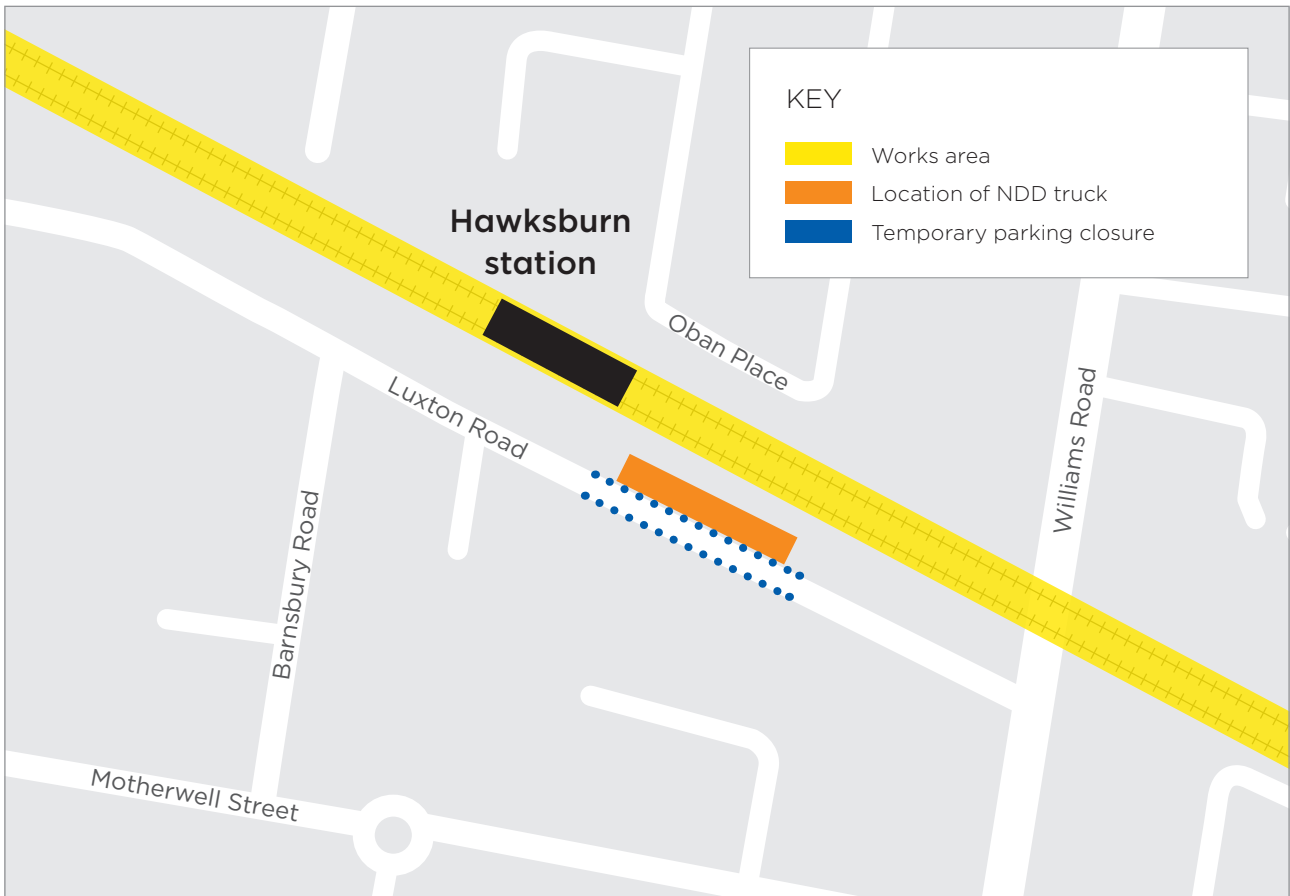 KEY
Works area
Location of NDD truck
Temporary parking closure
Hawksburn
station
Oban Place
Luxton Road
Williams Road
Barnsbury Road
Motherwell Street